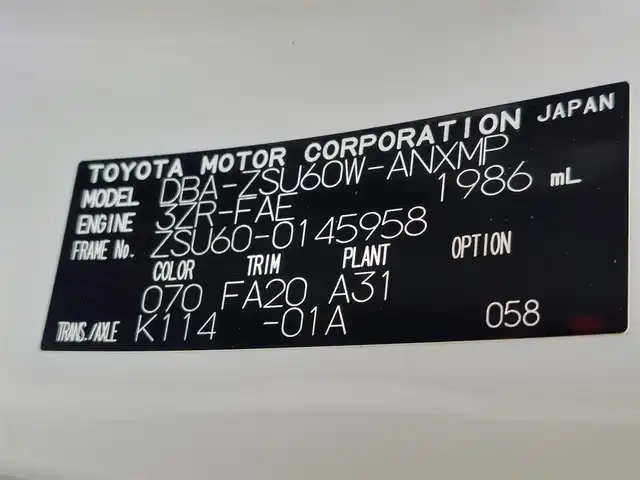 TOYOTA MOTOR CORPORATION JAPAN
MODEL DBA-ZSU60W-ANXMP
ENGINE 3ZR-FAE 1986 mL
FRAME No. ZSU60-0145958
COLOR TRIM PLANT OPTION
070 FA20 A31
TRANS./AXLE K114 -01A 058